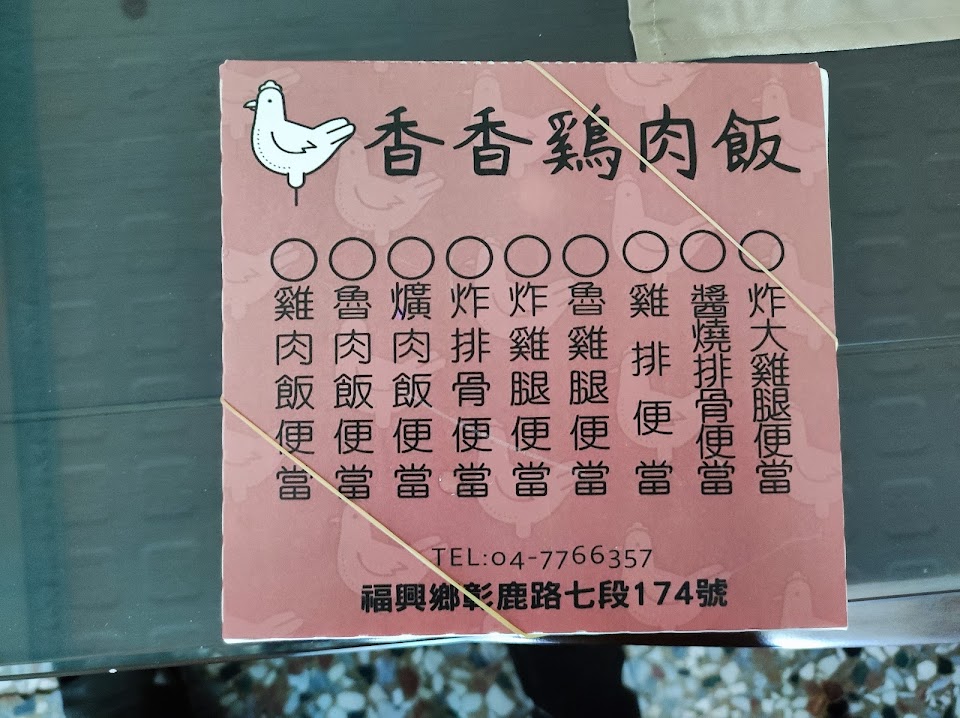 香香鷄肉飯
雞肉飯便當
魯肉飯便當
爌肉飯便當
炸排骨便當
炸雞腿便當
魯雞腿便當
雞排便當
醬燒排骨便當
炸大雞腿便當
TEL:04-7766357
福興鄉彰鹿路七段174號